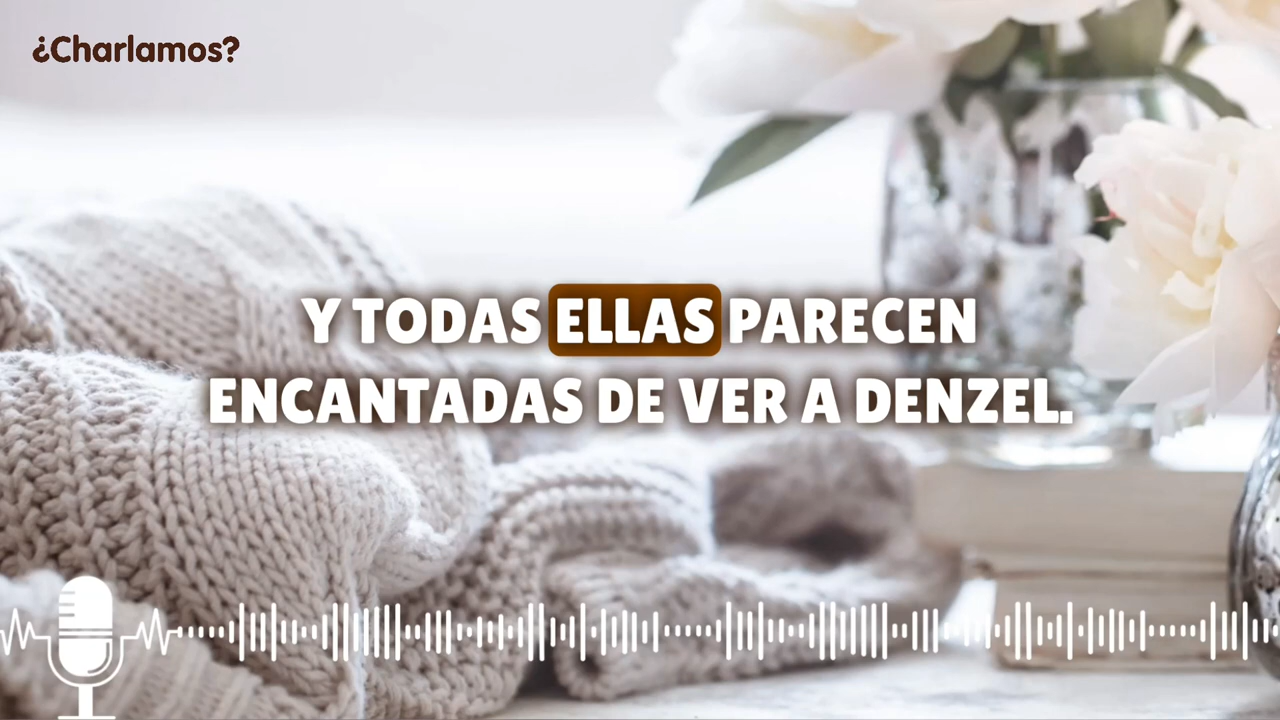 ¿Charlamos?
Y TODAS ELLAS PARECEN
ENCANTADAS DE VER A DENZEL.